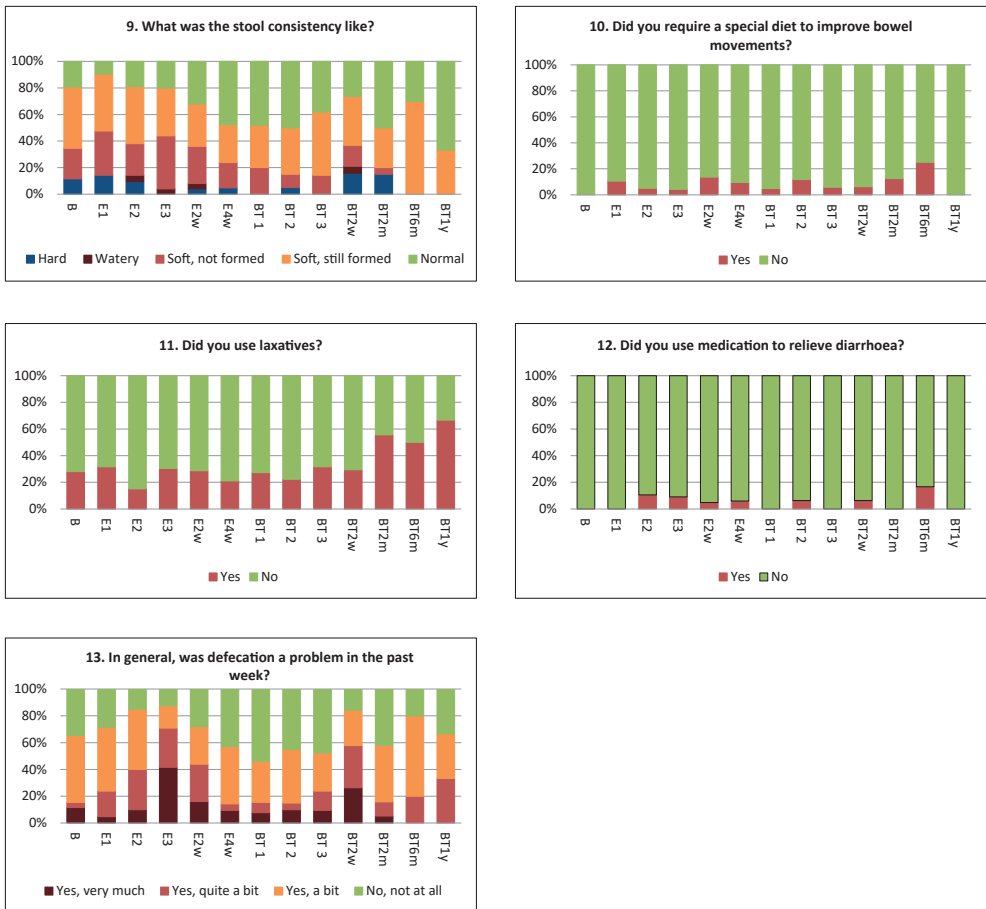 9. What was the stool consistency like?
100%
80%
60%
40%
20%
0%
B E1 E2 E3 E2w E4w BT 1 BT 2 BT 3 BT2w BT2m BT6m BT1y
Hard Watery Soft, not formed Soft, still formed Normal
10. Did you require a special diet to improve bowel
movements?
100%
80%
60%
40%
20%
0%
B E1 E2 E3 E2w E4w BT 1 BT 2 BT 3 BT2w BT2m BT6m BT1y
Yes No
11. Did you use laxatives?
100%
80%
60%
40%
20%
0%
B E1 E2 E3 E2w E4w BT 1 BT 2 BT 3 BT2w BT2m BT6m BT1y
Yes No
12. Did you use medication to relieve diarrhoea?
100%
80%
60%
40%
20%
0%
B E1 E2 E3 E2w E4w BT 1 BT 2 BT 3 BT2w BT2m BT6m BT1y
Yes No
13. In general, was defecation a problem in the past
week?
100%
80%
60%
40%
20%
0%
B E1 E2 E3 E2w E4w BT 1 BT 2 BT 3 BT2w BT2m BT6m BT1y
Yes, very much Yes, quite a bit Yes, a bit No, not at all